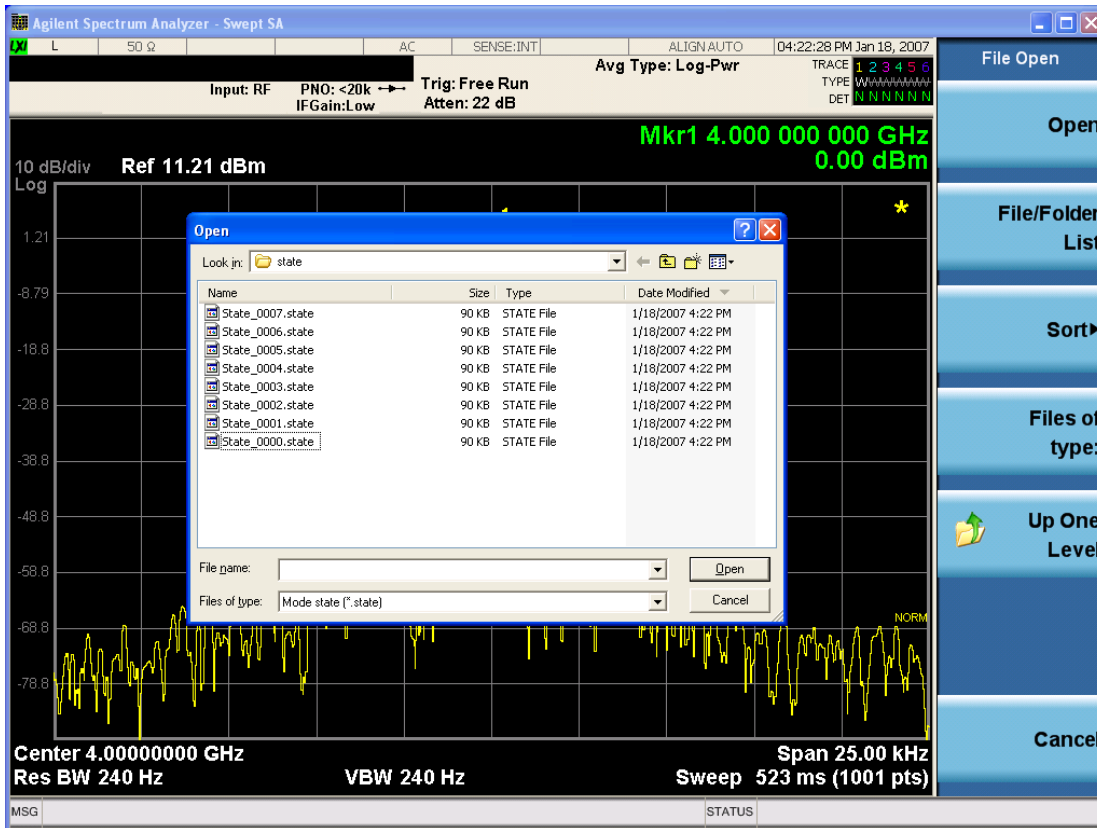 Agilent Spectrum Analyzer - Swept SA
LXI L 50 Ω AC SENSE:INT ALIGN AUTO 04:22:28 PM Jan 18, 2007
Input: RF PNO: <20k IFGain:Low
Trig: Free Run
Atten: 22 dB
Avg Type: Log-Pwr
TRACE 1 2 3 4 5 6
TYPE
DET N N N N N N
Mkr1 4.000 000 000 GHz
0.00 dBm
10 dB/div Ref 11.21 dBm
Log
1.21
-8.79
-18.8
-28.8
-38.8
-48.8
-58.8
-68.8
-78.8
NORM
Open
Look in: state
Name Size Type Date Modified
State_0007.state 90 KB STATE File 1/18/2007 4:22 PM
State_0006.state 90 KB STATE File 1/18/2007 4:22 PM
State_0005.state 90 KB STATE File 1/18/2007 4:22 PM
State_0004.state 90 KB STATE File 1/18/2007 4:22 PM
State_0003.state 90 KB STATE File 1/18/2007 4:22 PM
State_0002.state 90 KB STATE File 1/18/2007 4:22 PM
State_0001.state 90 KB STATE File 1/18/2007 4:22 PM
State_0000.state 90 KB STATE File 1/18/2007 4:22 PM
File name: Open
Files of type: Mode state (*.state) Cancel
Center 4.00000000 GHz Span 25.00 kHz
Res BW 240 Hz VBW 240 Hz Sweep 523 ms (1001 pts)
MSG STATUS
File Open
Open
File/Folder
List
Sort
Files of
type:
Up One
Level
Cancel